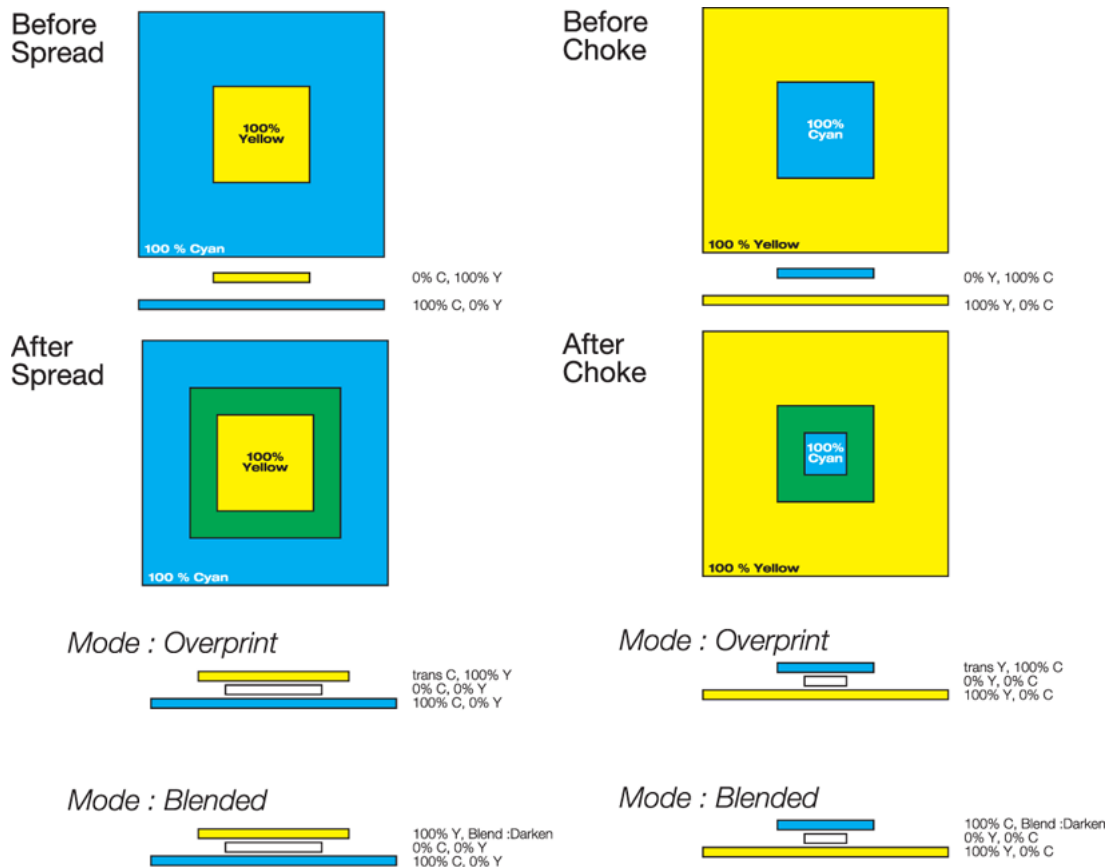 Before
Spread
100%
Yellow
100 % Cyan
0% C, 100% Y
100% C, 0% Y
After
Spread
100%
Yellow
100 % Cyan
Mode : Overprint
trans C, 100% Y
0% C, 0% Y
100% C, 0% Y
Mode : Blended
100% Y, Blend :Darken
0% C, 0% Y
100% C, 0% Y
Before
Choke
100%
Cyan
100 % Yellow
0% Y, 100% C
100% Y, 0% C
After
Choke
100%
Cyan
100 % Yellow
Mode : Overprint
trans Y, 100% C
0% Y, 0% C
100% Y, 0% C
Mode : Blended
100% C, Blend :Darken
0% Y, 0% C
100% Y, 0% C